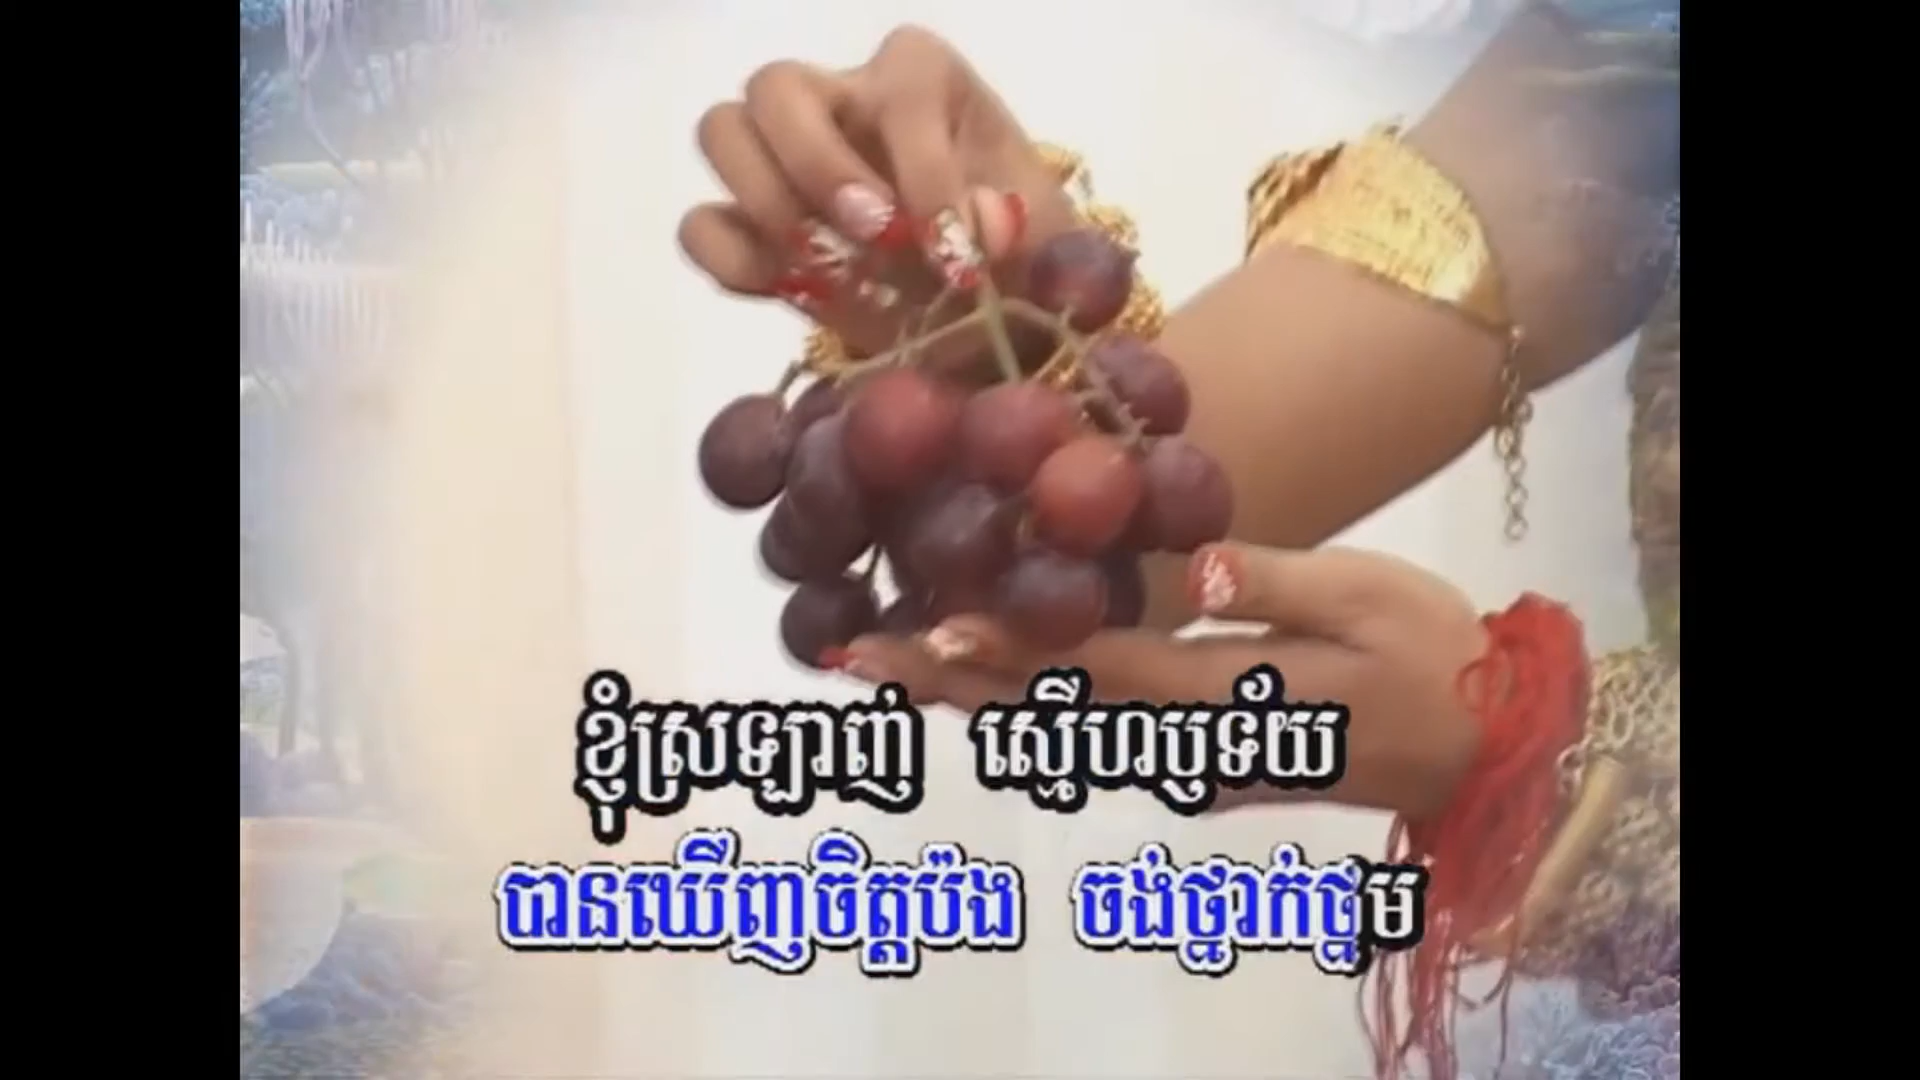 ខ្ញុំស្រឡាញ់ ស្មើហឫទ័យ
បានឃើញចិត្តប៉ង ចង់ថ្នាក់ថ្នម